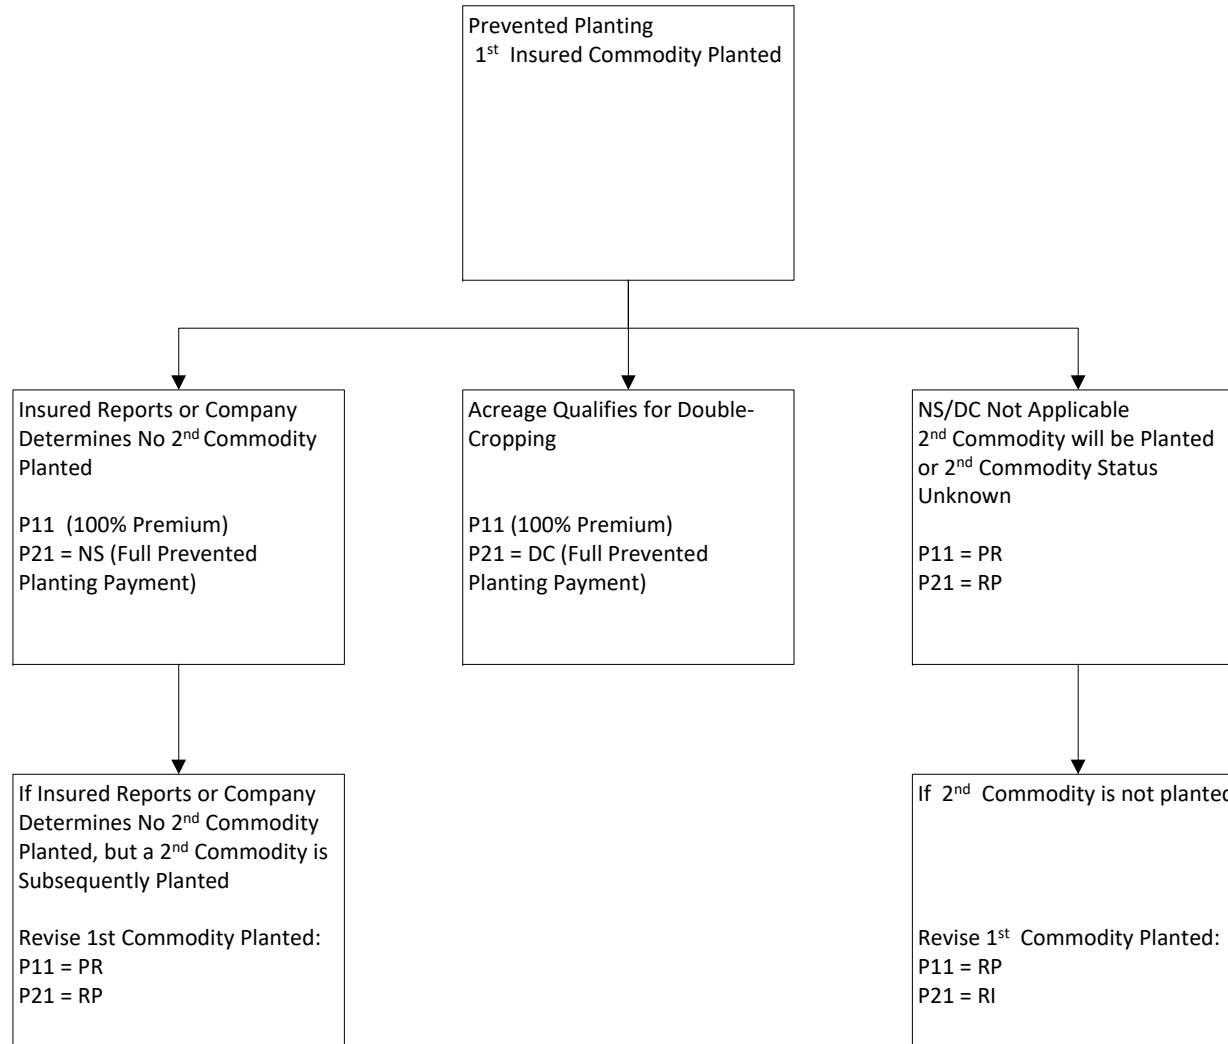 Prevented Planting
1st Insured Commodity Planted
Insured Reports or Company
Determines No 2nd Commodity
Planted
P11 (100% Premium)
P21 = NS (Full Prevented
Planting Payment)
Acreage Qualifies for Double-
Cropping
P11 (100% Premium)
P21 = DC (Full Prevented
Planting Payment)
NS/DC Not Applicable
2nd Commodity will be Planted
or 2nd Commodity Status
Unknown
P11 = PR
P21 = RP
If Insured Reports or Company
Determines No 2nd Commodity
Planted, but a 2nd Commodity is
Subsequently Planted
Revise 1st Commodity Planted:
P11 = PR
P21 = RP
If 2nd Commodity is not planted
Revise 1st Commodity Planted:
P11 = RP
P21 = RI